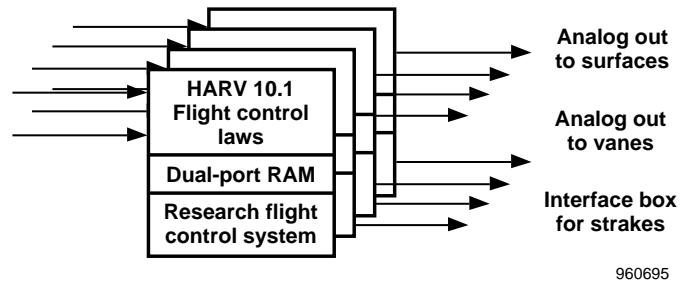 HARV 10.1
Flight control
laws
Dual-port RAM
Research flight
control system
Analog out
to surfaces
Analog out
to vanes
Interface box
for strakes
960695